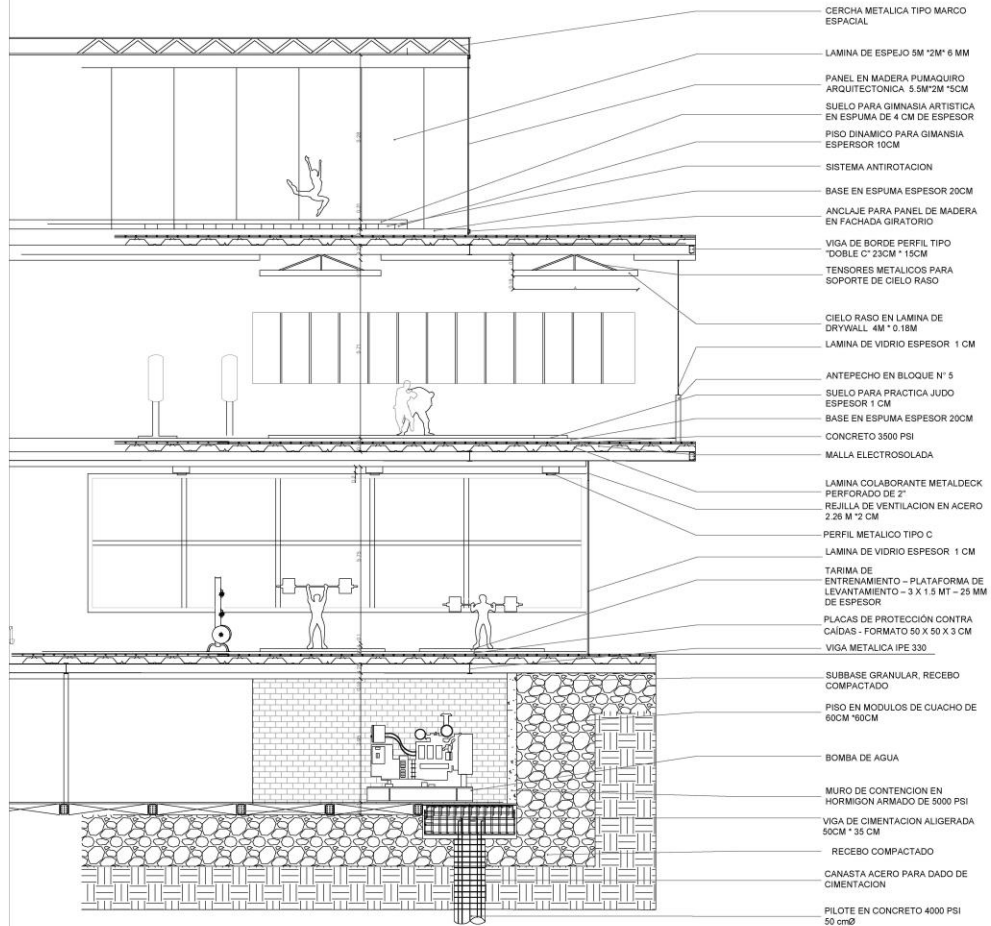 CERCHA METALICA TIPO MARCO
ESPACIAL
LAMINA DE ESPEJO 5M *2M* 6 MM
PANEL EN MADERA PUMAQUIRO
ARQUITECTONICA 5.5M*2M *5CM
SUELO PARA GIMNASIA ARTISTICA
EN ESPUMA DE 4 CM DE ESPESOR
PISO DINAMICO PARA GIMANSIA
ESPERSOR 10CM
SISTEMA ANTIROTACION
BASE EN ESPUMA ESPESOR 20CM
ANCLAJE PARA PANEL DE MADERA
EN FACHADA GIRATORIO
VIGA DE BORDE PERFIL TIPO
"DOBLE C" 23CM * 15CM
TENSORES METALICOS PARA
SOPORTE DE CIELO RASO
CIELO RASO EN LAMINA DE
DRYWALL 4M * 0.18M
LAMINA DE VIDRIO ESPESOR 1 CM
ANTEPECHO EN BLOQUE N° 5
SUELO PARA PRACTICA JUDO
ESPESOR 1 CM
BASE EN ESPUMA ESPESOR 20CM
CONCRETO 3500 PSI
MALLA ELECTROSOLADA
LAMINA COLABORANTE METALDECK
PERFORADO DE 2"
REJILLA DE VENTILACION EN ACERO
2.26 M *2 CM
PERFIL METALICO TIPO C
LAMINA DE VIDRIO ESPESOR 1 CM
TARIMA DE
ENTRENAMIENTO – PLATAFORMA DE
LEVANTAMIENTO – 3 X 1.5 MT – 25 MM
DE ESPESOR
PLACAS DE PROTECCIÓN CONTRA
CAÍDAS - FORMATO 50 X 50 X 3 CM
VIGA METALICA IPE 330
SUBBASE GRANULAR, RECEBO
COMPACTADO
PISO EN MODULOS DE CUACHO DE
60CM *60CM
BOMBA DE AGUA
MURO DE CONTENCION EN
HORMIGON ARMADO DE 5000 PSI
VIGA DE CIMENTACION ALIGERADA
50CM * 35 CM
RECEBO COMPACTADO
CANASTA ACERO PARA DADO DE
CIMENTACION
PILOTE EN CONCRETO 4000 PSI
50 cmØ